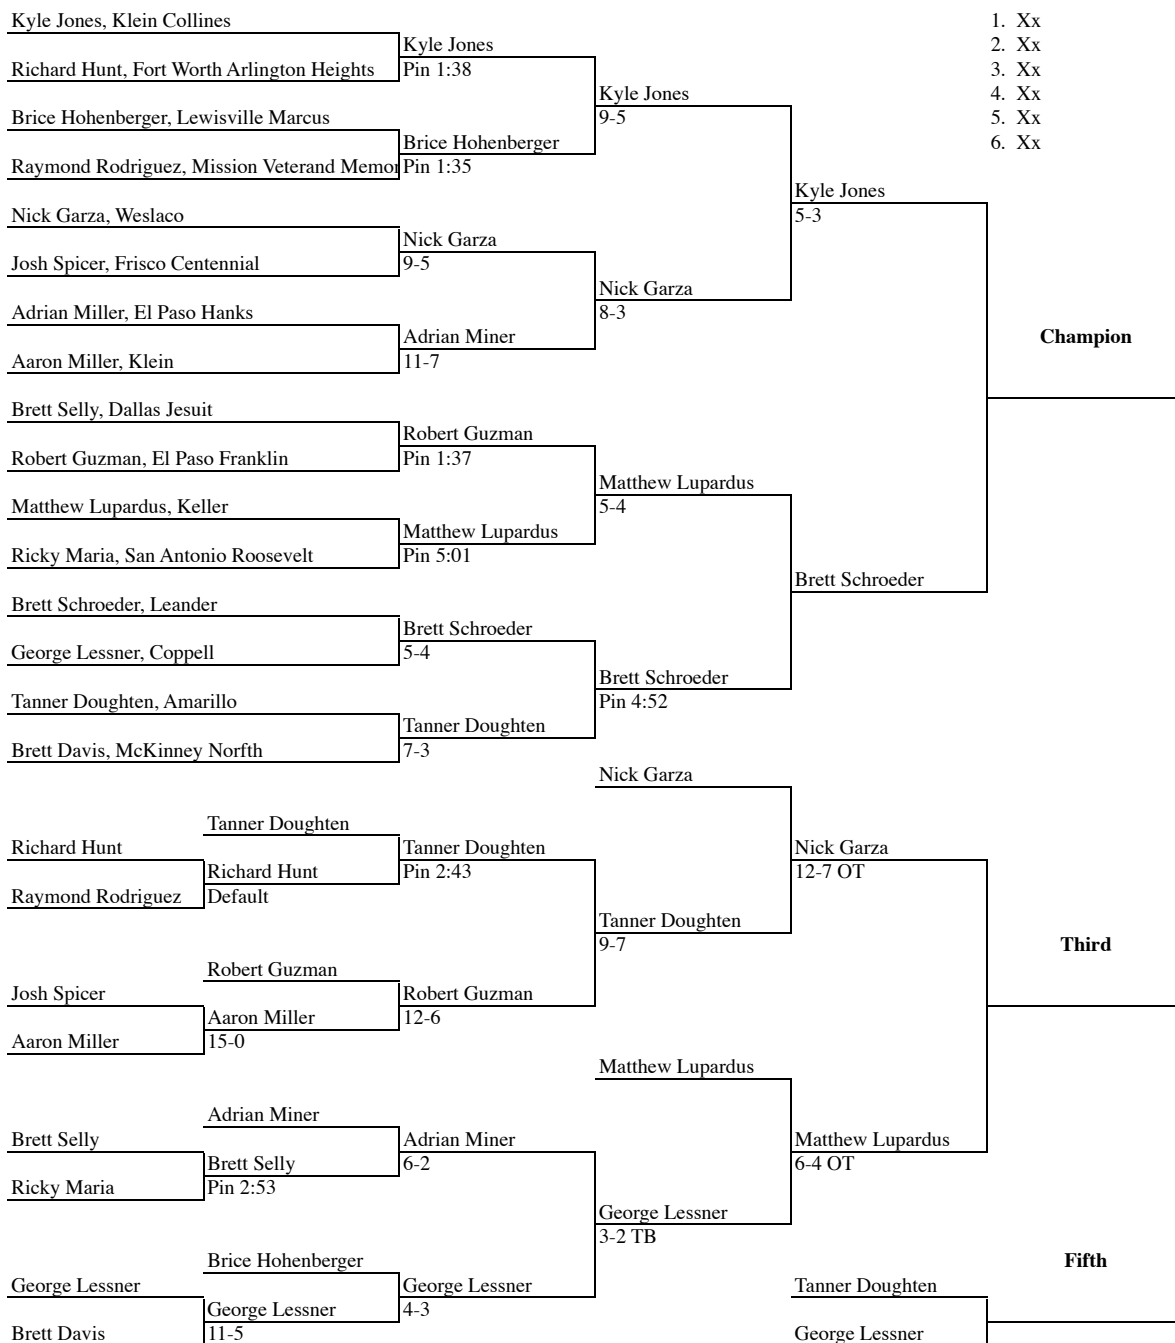 Kyle Jones, Klein Collines
1. Xx
Kyle Jones
2. Xx
Richard Hunt, Fort Worth Arlington Heights
Pin 1:38
3. Xx
Kyle Jones
4. Xx
Brice Hohenberger, Lewisville Marcus
9-5
5. Xx
Brice Hohenberger
6. Xx
Raymond Rodriguez, Mission Veterand Memor
Pin 1:35
Kyle Jones
Nick Garza, Weslaco
5-3
Nick Garza
Josh Spicer, Frisco Centennial
9-5
Nick Garza
Adrian Miller, El Paso Hanks
8-3
Adrian Miner
Champion
Aaron Miller, Klein
11-7
Brett Selly, Dallas Jesuit
Robert Guzman
Robert Guzman, El Paso Franklin
Pin 1:37
Matthew Lupardus
Matthew Lupardus, Keller
5-4
Matthew Lupardus
Ricky Maria, San Antonio Roosevelt
Pin 5:01
Brett Schroeder
Brett Schroeder, Leander
Brett Schroeder
George Lessner, Coppell
5-4
Brett Schroeder
Tanner Doughten, Amarillo
Pin 4:52
Tanner Doughten
Brett Davis, McKinney Norfth
7-3
Nick Garza
Tanner Doughten
Richard Hunt
Tanner Doughten
Nick Garza
Richard Hunt
Pin 2:43
12-7 OT
Raymond Rodriguez
Default
Tanner Doughten
9-7
Third
Robert Guzman
Josh Spicer
Robert Guzman
Aaron Miller
12-6
Aaron Miller
15-0
Matthew Lupardus
Adrian Miner
Brett Selly
Adrian Miner
Matthew Lupardus
Brett Selly
6-2
6-4 OT
Ricky Maria
Pin 2:53
George Lessner
3-2 TB
Brice Hohenberger
Fifth
George Lessner
George Lessner
Tanner Doughten
George Lessner
4-3
Brett Davis
11-5
George Lessner